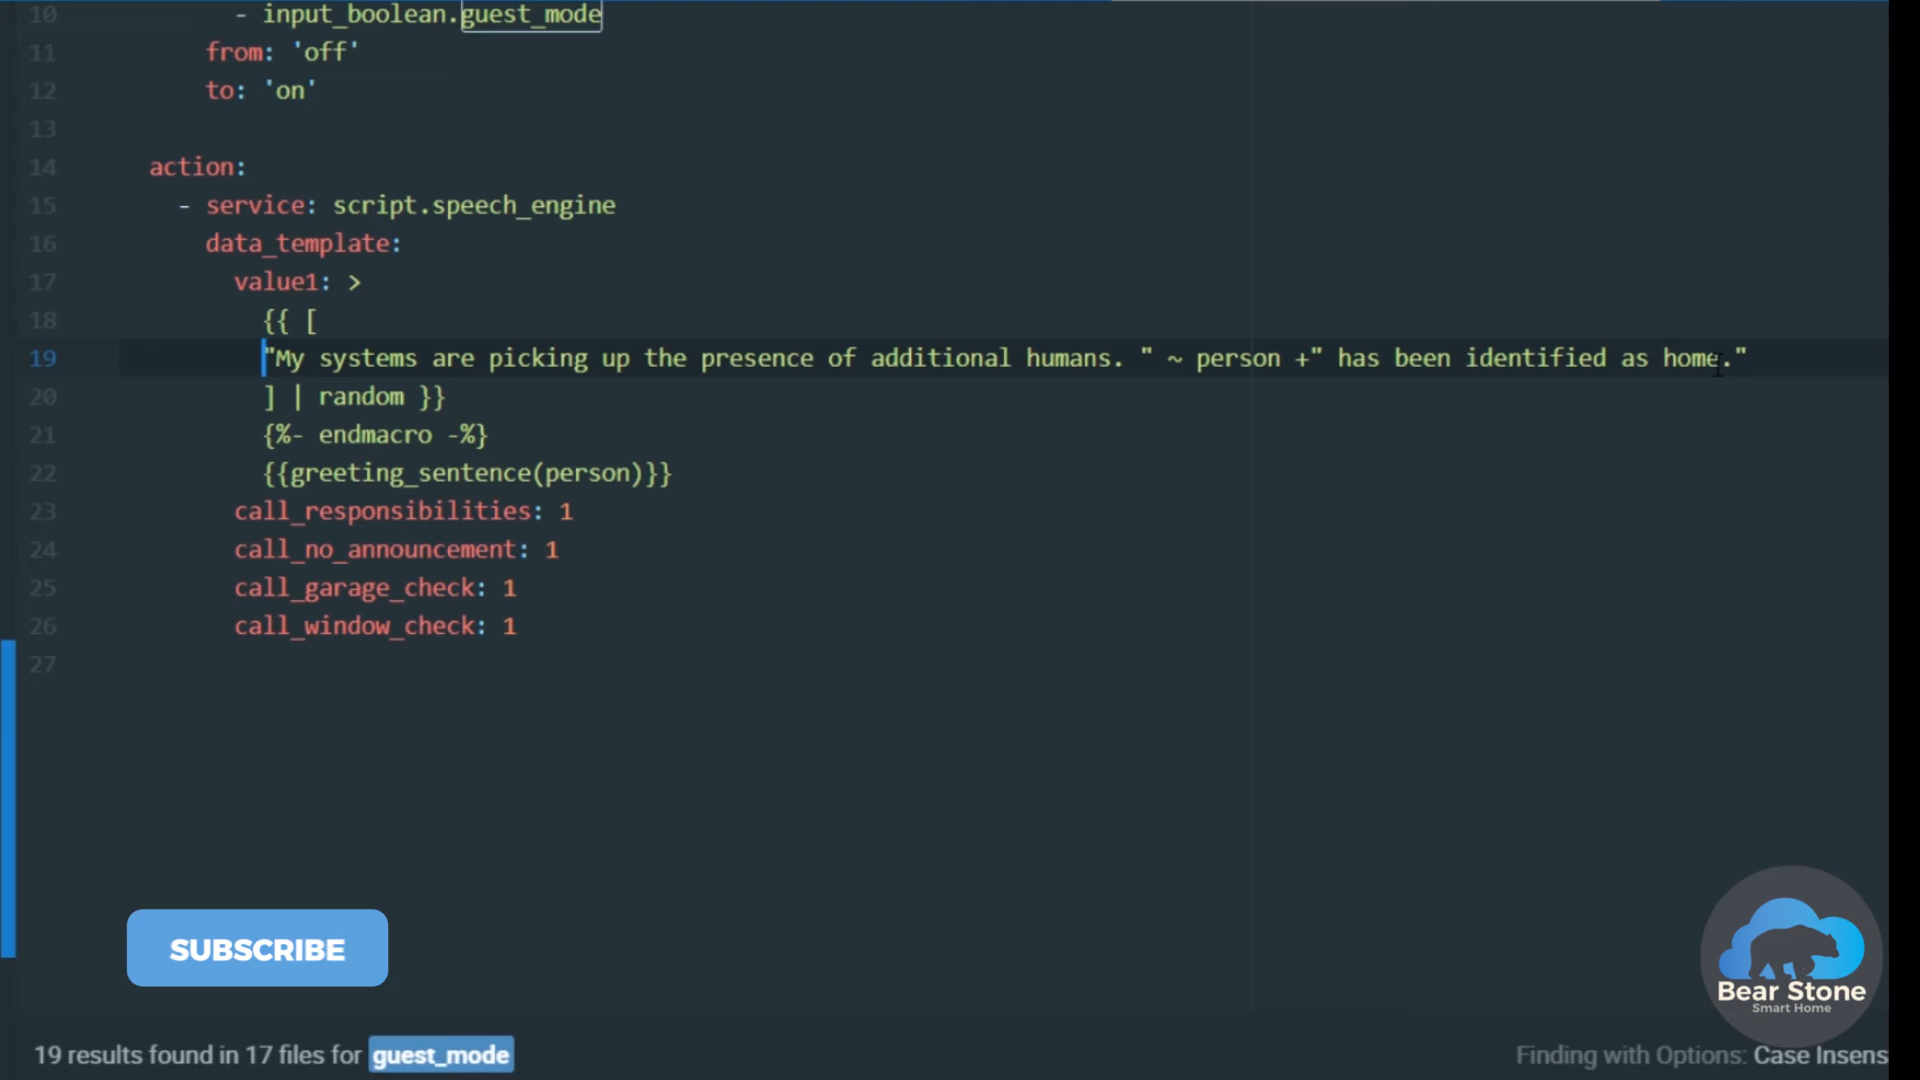 10 - input_boolean.guest_mode
11 from: 'off'
12 to: 'on'
13
14 action:
15 - service: script.speech_engine
16 data_template:
17 value1: >
18 {{ [
19 "My systems are picking up the presence of additional humans. " ~ person +" has been identified as home."
20 ] | random }}
21 {%- endmacro -%}
22 {{greeting_sentence(person)}}
23 call_responsibilities: 1
24 call_no_announcement: 1
25 call_garage_check: 1
26 call_window_check: 1
27
SUBSCRIBE
Bear Stone
Smart Home
19 results found in 17 files for guest_mode
Finding with Options: Case Insens